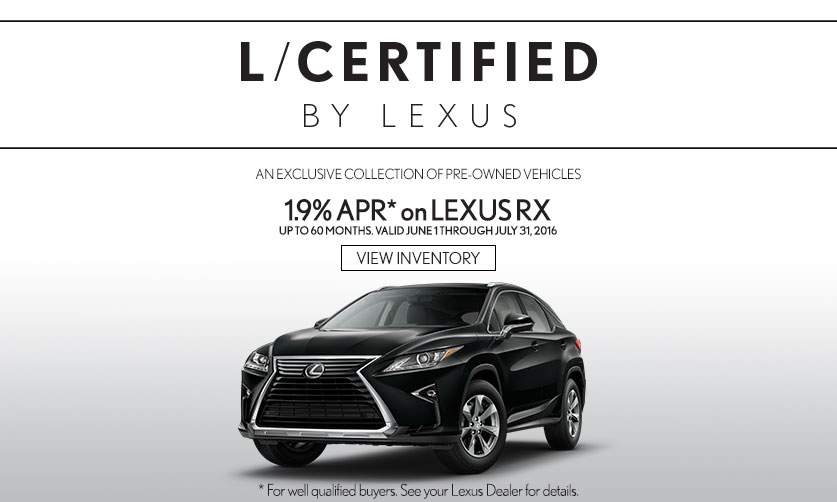 L/CERTIFIED
BY LEXUS
AN EXCLUSIVE COLLECTION OF PRE-OWNED VEHICLES
1.9% APR* on LEXUS RX
UP TO 60 MONTHS. VALID JUNE 1 THROUGH JULY 31, 2016
VIEW INVENTORY
* For well qualified buyers. See your Lexus Dealer for details.